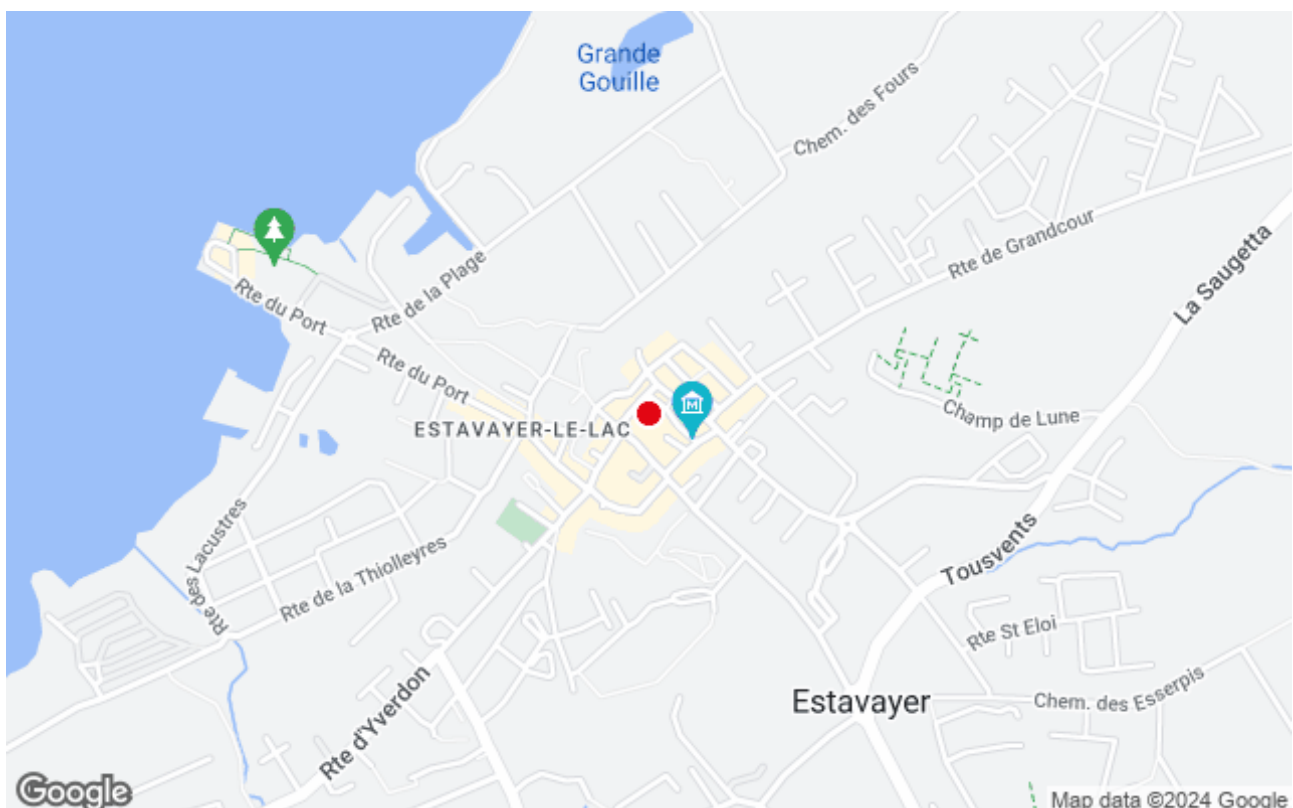 Grande
Gouille
Chem. des Fours
Rte de Grandcour
La Saugetta
Rte de la Plage
Rte du Port
Rte du Port
M
ESTAVAYER-LE-LAC
Champ de Lune
Rte des Lacustres
Rte de la Thiolleyres
Tousvents
Rte St Eloi
Rte d'Yverdon
Estavayer
Chem. des Esserpis
Google
Map data ©2024 Google